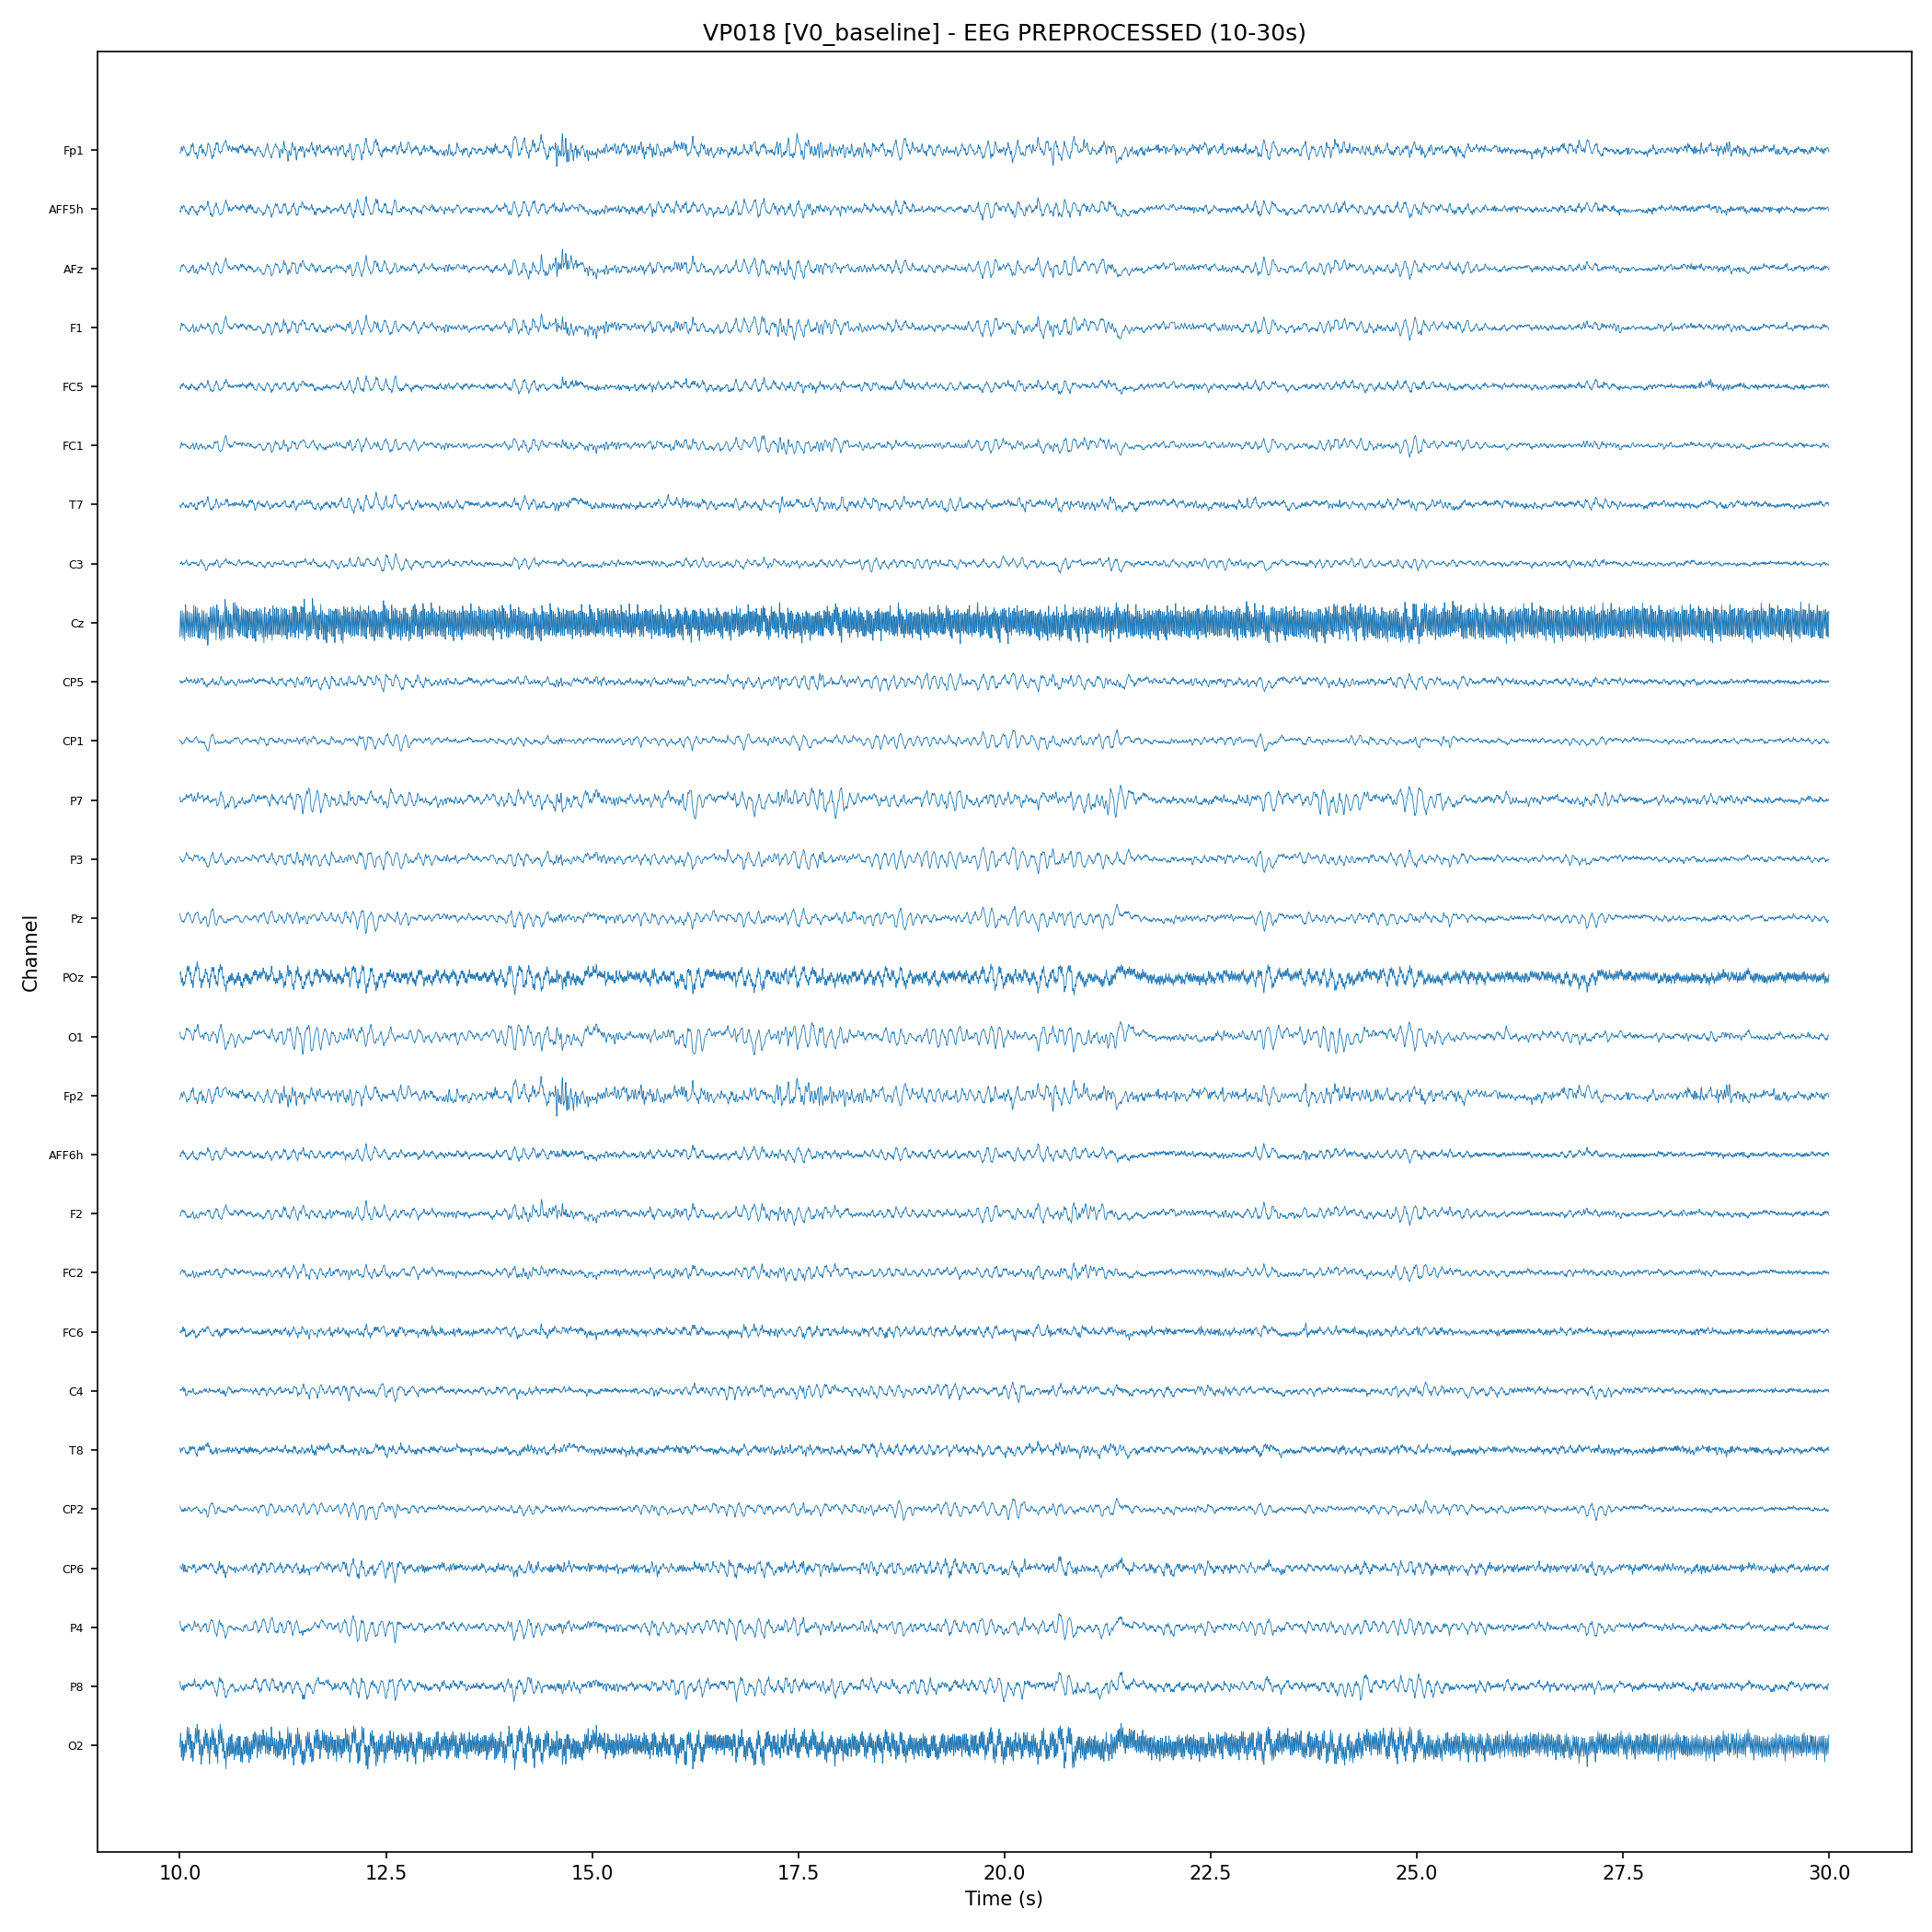 VP018 [V0_baseline] - EEG PREPROCESSED (10-30s)
Fp1
AFF5h
AFz
F1
FC5
FC1
T7
C3
Cz
CP5
CP1
P7
P3
Pz
POz
O1
Fp2
AFF6h
F2
FC2
FC6
C4
T8
CP2
CP6
P4
P8
O2
Channel
10.0 12.5 15.0 17.5 20.0 22.5 25.0 27.5 30.0
Time (s)